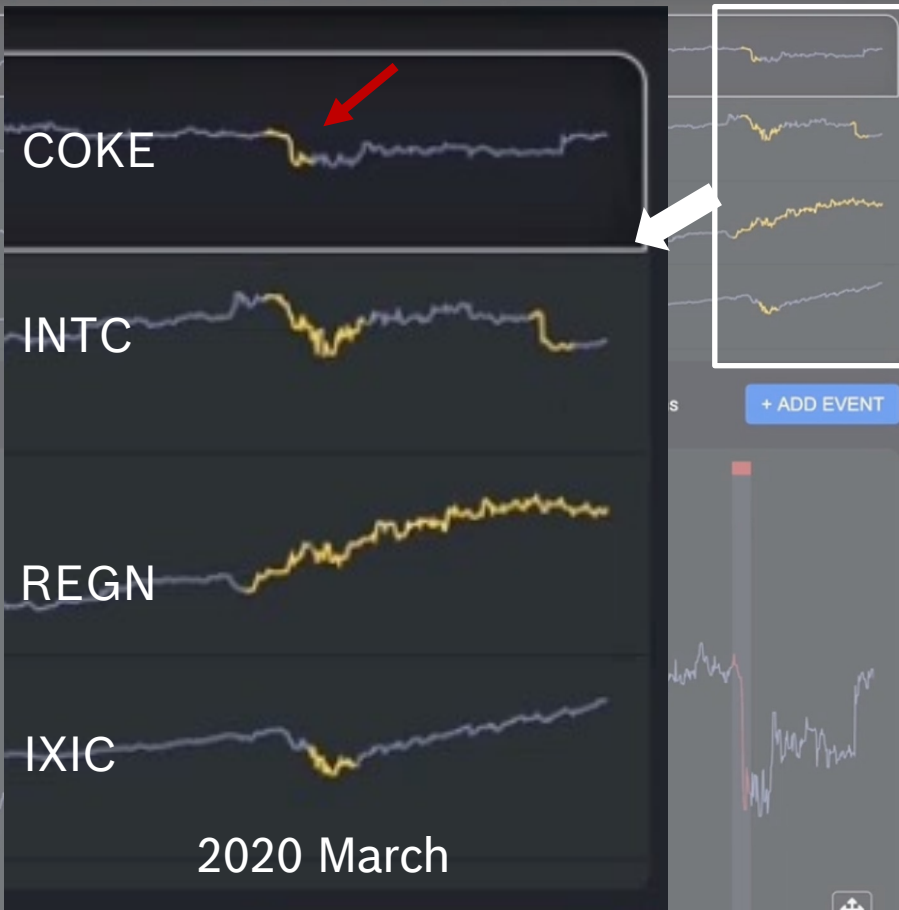 COKE
INTC
REGN
IXIC
2020 March
s
+ ADD EVENT